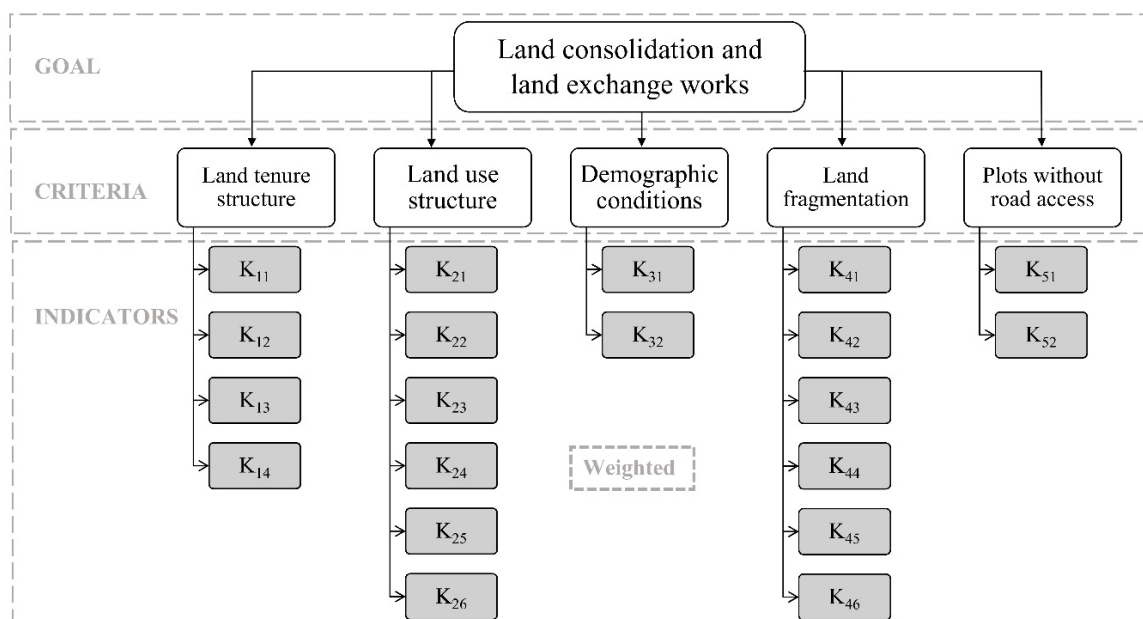 GOAL
Land consolidation and
land exchange works
CRITERIA
Land tenure
structure
Land use
structure
Demographic
conditions
Land
fragmentation
Plots without
road access
INDICATORS
K₁₁
K₁₂
K₁₃
K₁₄
K₂₁
K₂₂
K₂₃
K₂₄
K₂₅
K₂₆
K₃₁
K₃₂
Weighted
K₄₁
K₄₂
K₄₃
K₄₄
K₄₅
K₄₆
K₅₁
K₅₂